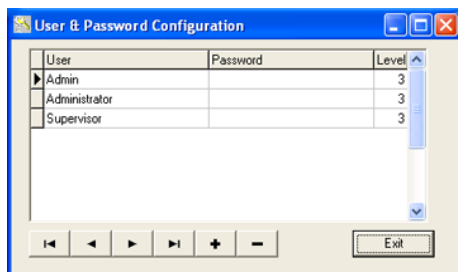 User & Password Configuration
User Password Level
Admin 3
Administrator 3
Supervisor 3
Exit